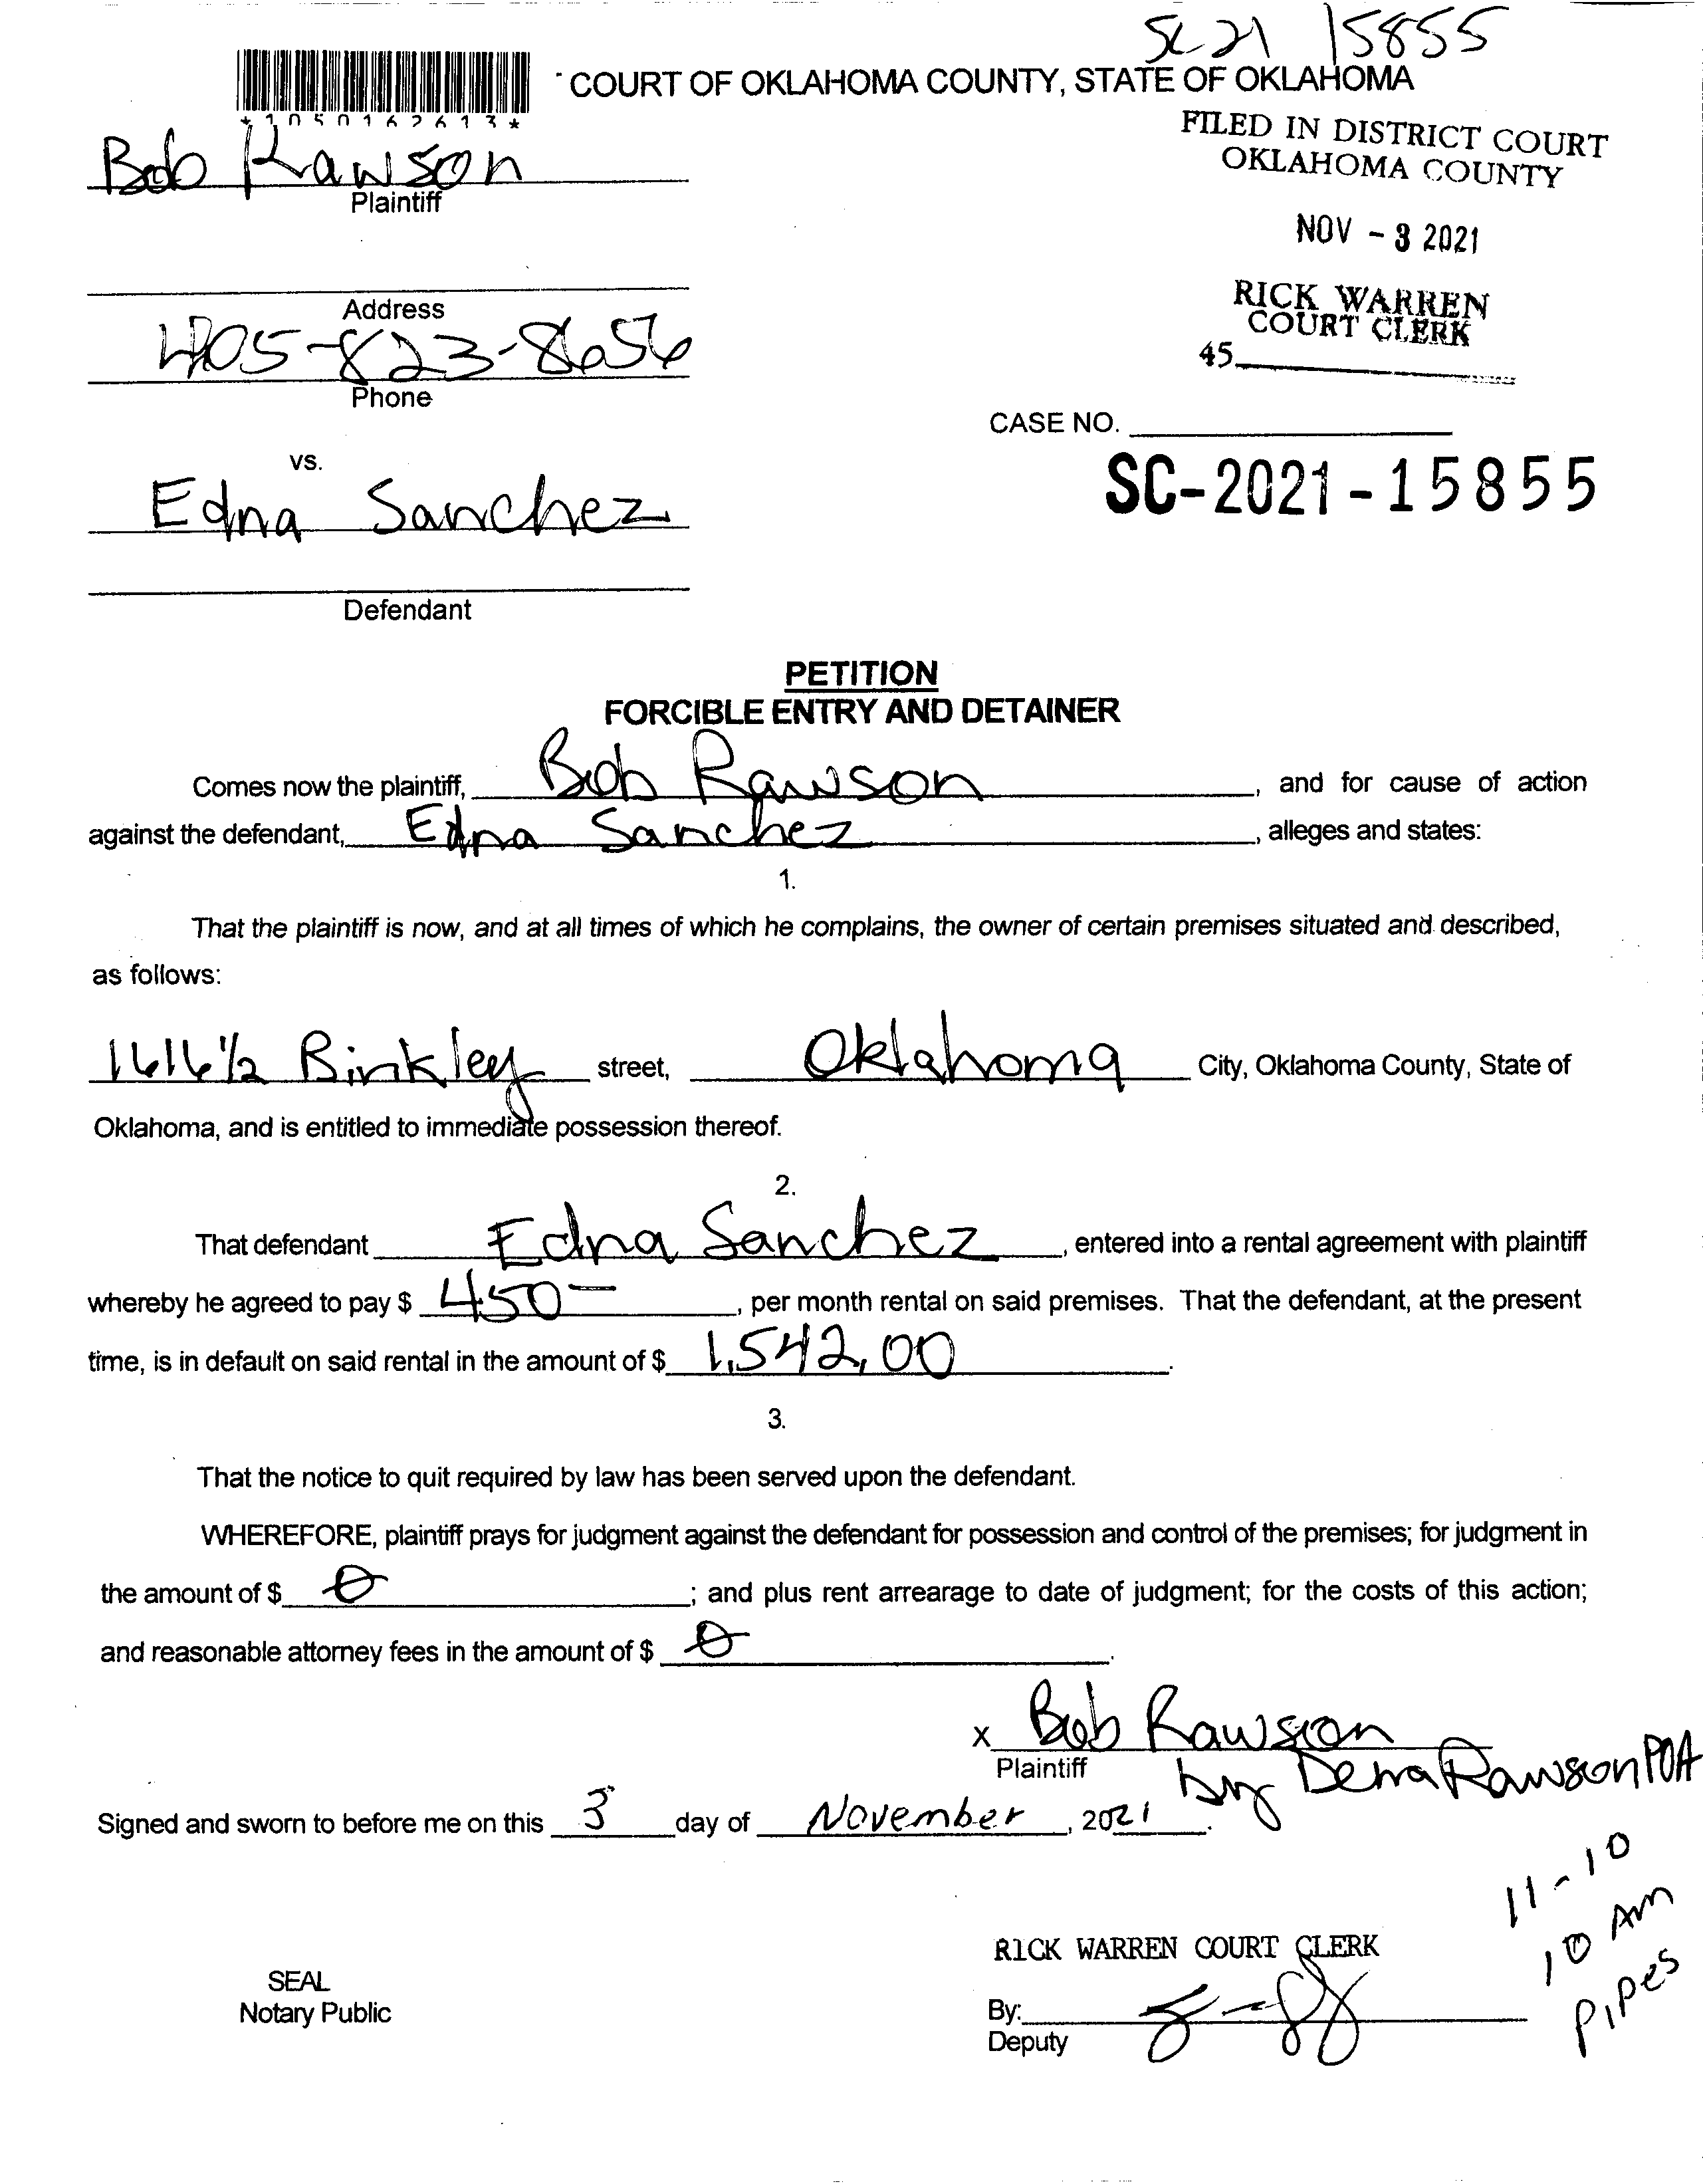 SC 21 15855
COURT OF OKLAHOMA COUNTY, STATE OF OKLAHOMA
*1050162613*
FILED IN DISTRICT COURT
OKLAHOMA COUNTY
Bob Rawson
Plaintiff
NOV - 3 2021
Address
RICK WARREN
COURT CLERK
45
405-823-8656
Phone
CASE NO.
vs.
SC-2021-15855
Edna Sanchez
Defendant
PETITION
FORCIBLE ENTRY AND DETAINER
Comes now the plaintiff, Bob Rawson, and for cause of action
against the defendant, Edna Sanchez, alleges and states:
1.
That the plaintiff is now, and at all times of which he complains, the owner of certain premises situated and described,
as follows:
1616 1/2 Binkley street, Oklahoma City, Oklahoma County, State of
Oklahoma, and is entitled to immediate possession thereof.
2.
That defendant Edna Sanchez, entered into a rental agreement with plaintiff
whereby he agreed to pay $ 450-, per month rental on said premises. That the defendant, at the present
time, is in default on said rental in the amount of $ 1,542.00.
3.
That the notice to quit required by law has been served upon the defendant.
WHEREFORE, plaintiff prays for judgment against the defendant for possession and control of the premises; for judgment in
the amount of $ 0; and plus rent arrearage to date of judgment; for the costs of this action;
and reasonable attorney fees in the amount of $ 0.
x Bob Rawson
Plaintiff by Rawson POA
Signed and sworn to before me on this 3 day of November, 2021.
11-10
10 AM
Pipes
RICK WARREN COURT CLERK
SEAL
Notary Public
By:
Deputy